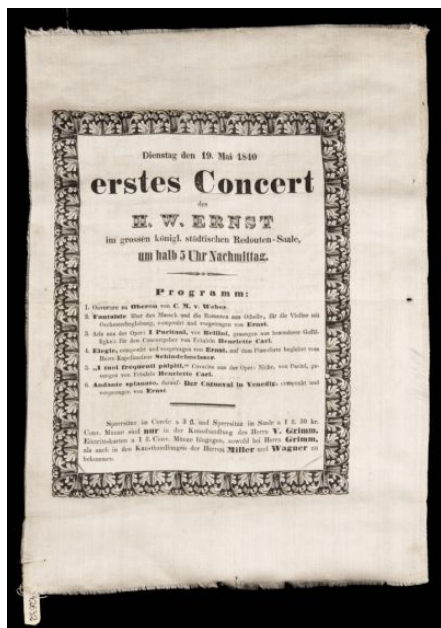 Dienstag den 19. Mai 1840
erstes Concert
des
H. W. ERNST
im grossen königl. städtischen Redouten-Saale,
um halb 5 Uhr Nachmittag.
Programm:
1. Ouverture zu Oberon von C. M. v. Weber.
2. Fantaisie über den Marsch und die Romanze aus Othello, für die Violine mit
Orchesterbegleitung, componirt und vorgetragen von Ernst.
3. Arie aus der Oper: I Puritani, von Bellini, gesungen aus besonderer Gefäl-
ligkeit für den Concertgeber von Fräulein Henriette Carl.
4. Elegie, componirt und vorgetragen von Ernst, auf dem Pianoforte begleitet vom
Herrn Kapellmeister Schindelmeisser.
5. „I tuoi frequenti palpiti,“ Cavatine aus der Oper: Niobe, von Pacini, ge-
sungen von Fräulein Henriette Carl.
6. Andante spianato, darauf: Der Carneval in Venedig, componirt und
vorgetragen von Ernst.
Sperrsitze im Cercle a 3 fl. und Sperrsitze im Saale a 1 fl. 30 kr.
Conv. Münze sind nur in der Kunsthandlung des Herrn V. Grimm,
Eintrittskarten a 1 fl. Conv. Münze hingegen, sowohl bei Herrn Grimm,
als auch in den Kunsthandlungen der Herren Miller und Wagner zu
bekommen.